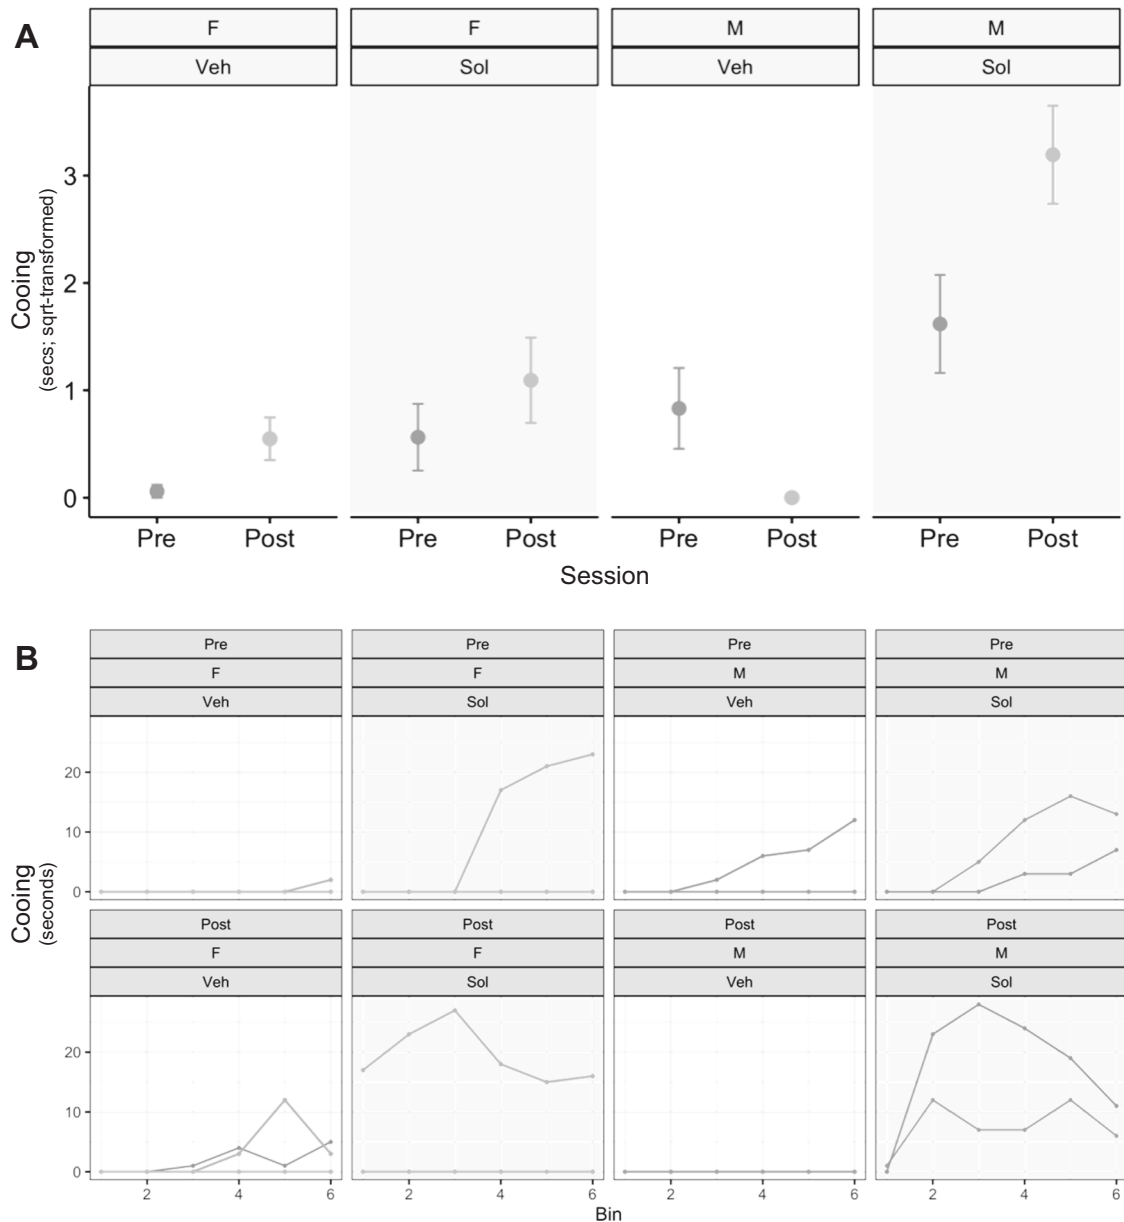 A
F F M M
Veh Sol Veh Sol
Cooing
(secs; sqrt-transformed)
3
2
1
0
Pre Post Pre Post Pre Post Pre Post
Session
B
Pre Pre Pre Pre
F F M M
Veh Sol Veh Sol
20
10
0
Cooing
(seconds)
Post Post Post Post
F F M M
Veh Sol Veh Sol
20
10
0
2 4 6 2 4 6 2 4 6 2 4 6
Bin